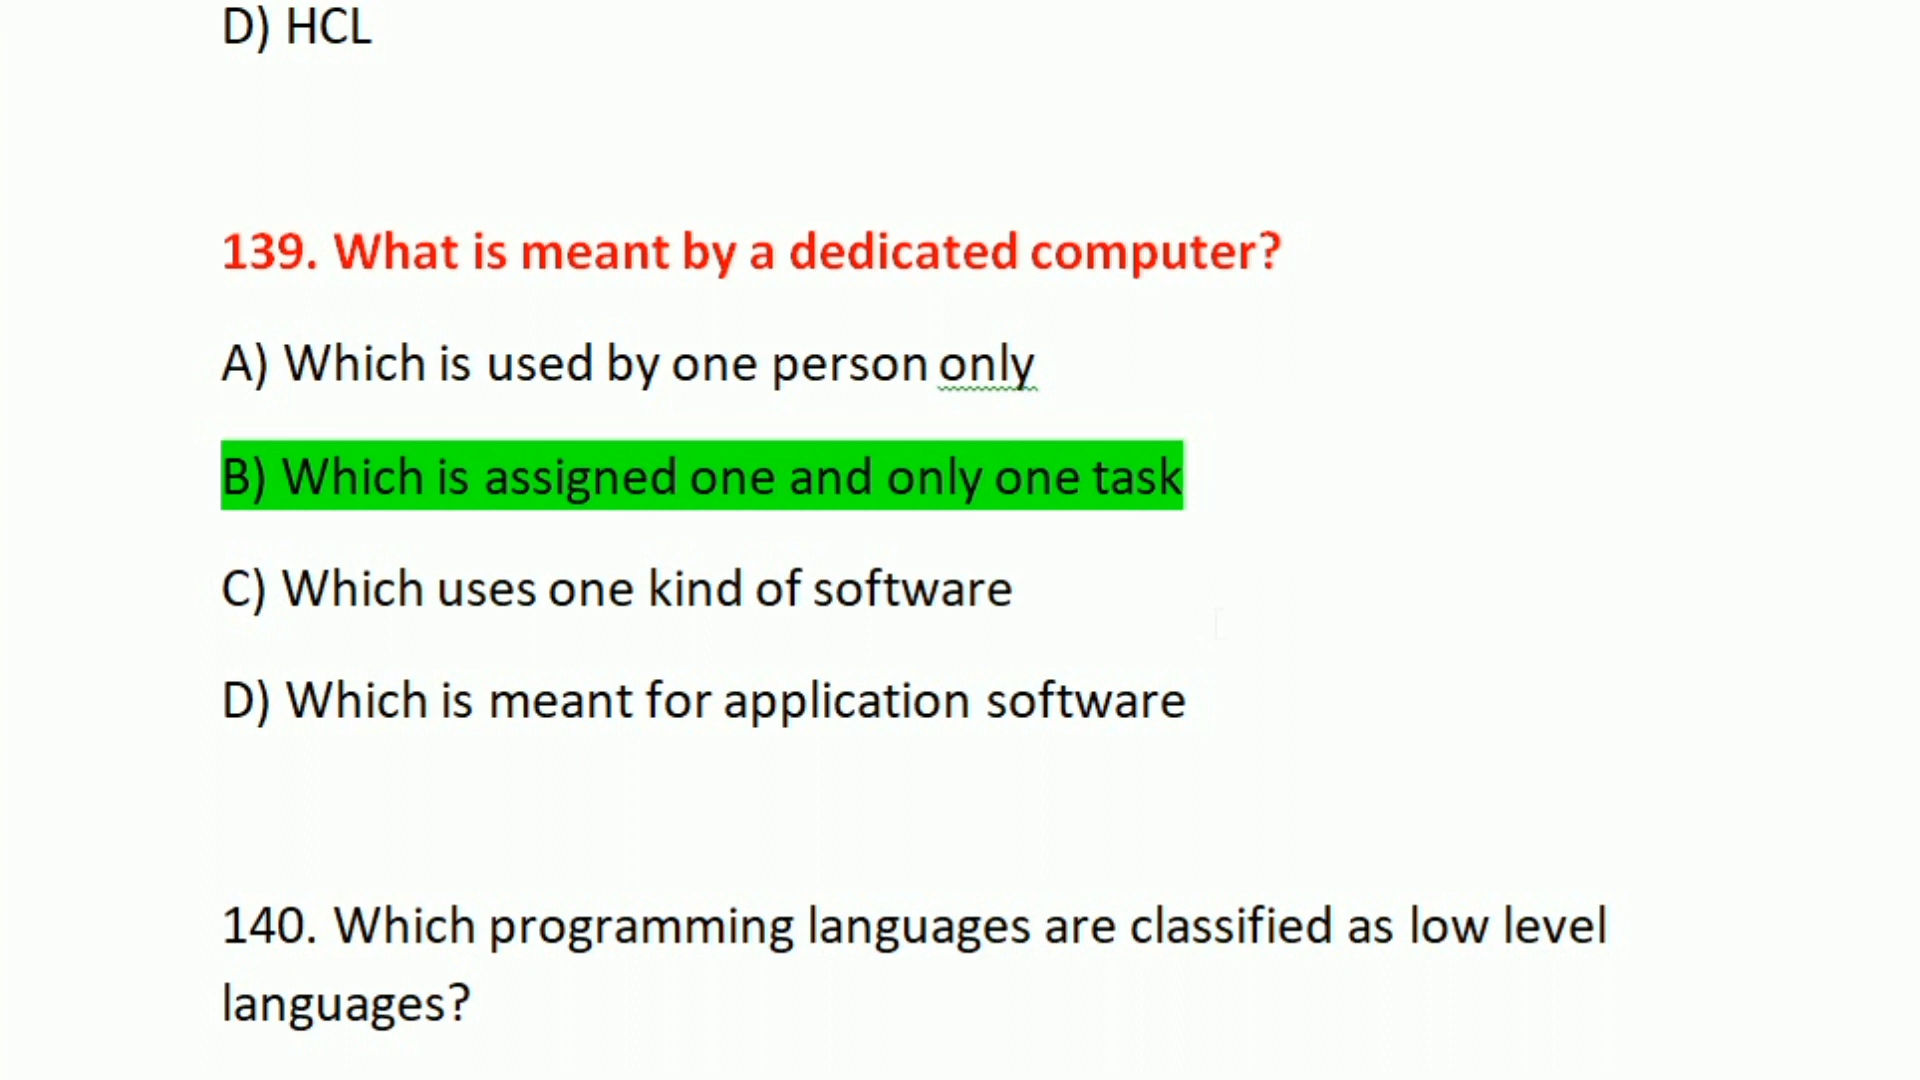 D) HCL
139. What is meant by a dedicated computer?
A) Which is used by one person only
B) Which is assigned one and only one task
C) Which uses one kind of software
D) Which is meant for application software
140. Which programming languages are classified as low level
languages?